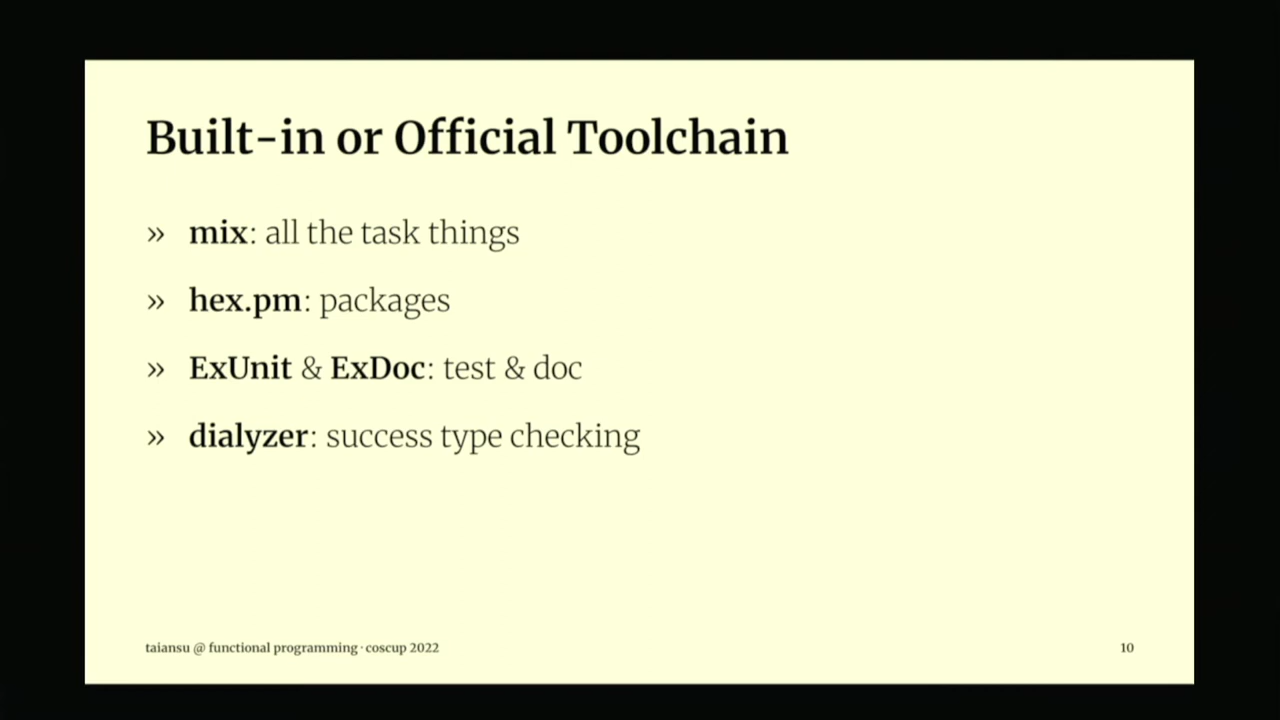 Built-in or Official Toolchain
» mix: all the task things
» hex.pm: packages
» ExUnit & ExDoc: test & doc
» dialyzer: success type checking
taiansu @ functional programming · coscup 2022
10